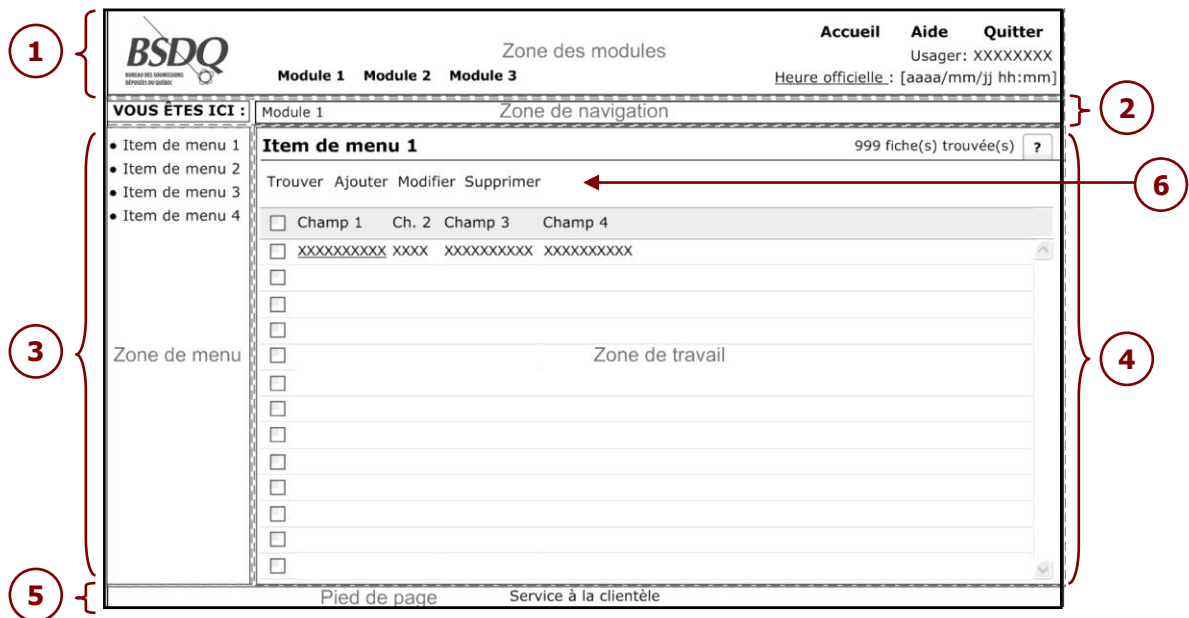 1
BSDQ
BUREAU DES SOUMISSIONS
DÉPOSÉES DU QUÉBEC
Zone des modules
Module 1 Module 2 Module 3
Accueil Aide Quitter
Usager: XXXXXXXX
Heure officielle : [aaaa/mm/jj hh:mm]
VOUS ÊTES ICI :
Module 1
Zone de navigation
2
3
• Item de menu 1
• Item de menu 2
• Item de menu 3
• Item de menu 4
Zone de menu
Item de menu 1
999 fiche(s) trouvée(s) ?
Trouver Ajouter Modifier Supprimer
6
Champ 1 Ch. 2 Champ 3 Champ 4
XXXXXXXXXX XXXX XXXXXXXXXX XXXXXXXXXX
Zone de travail
4
5
Pied de page
Service à la clientèle